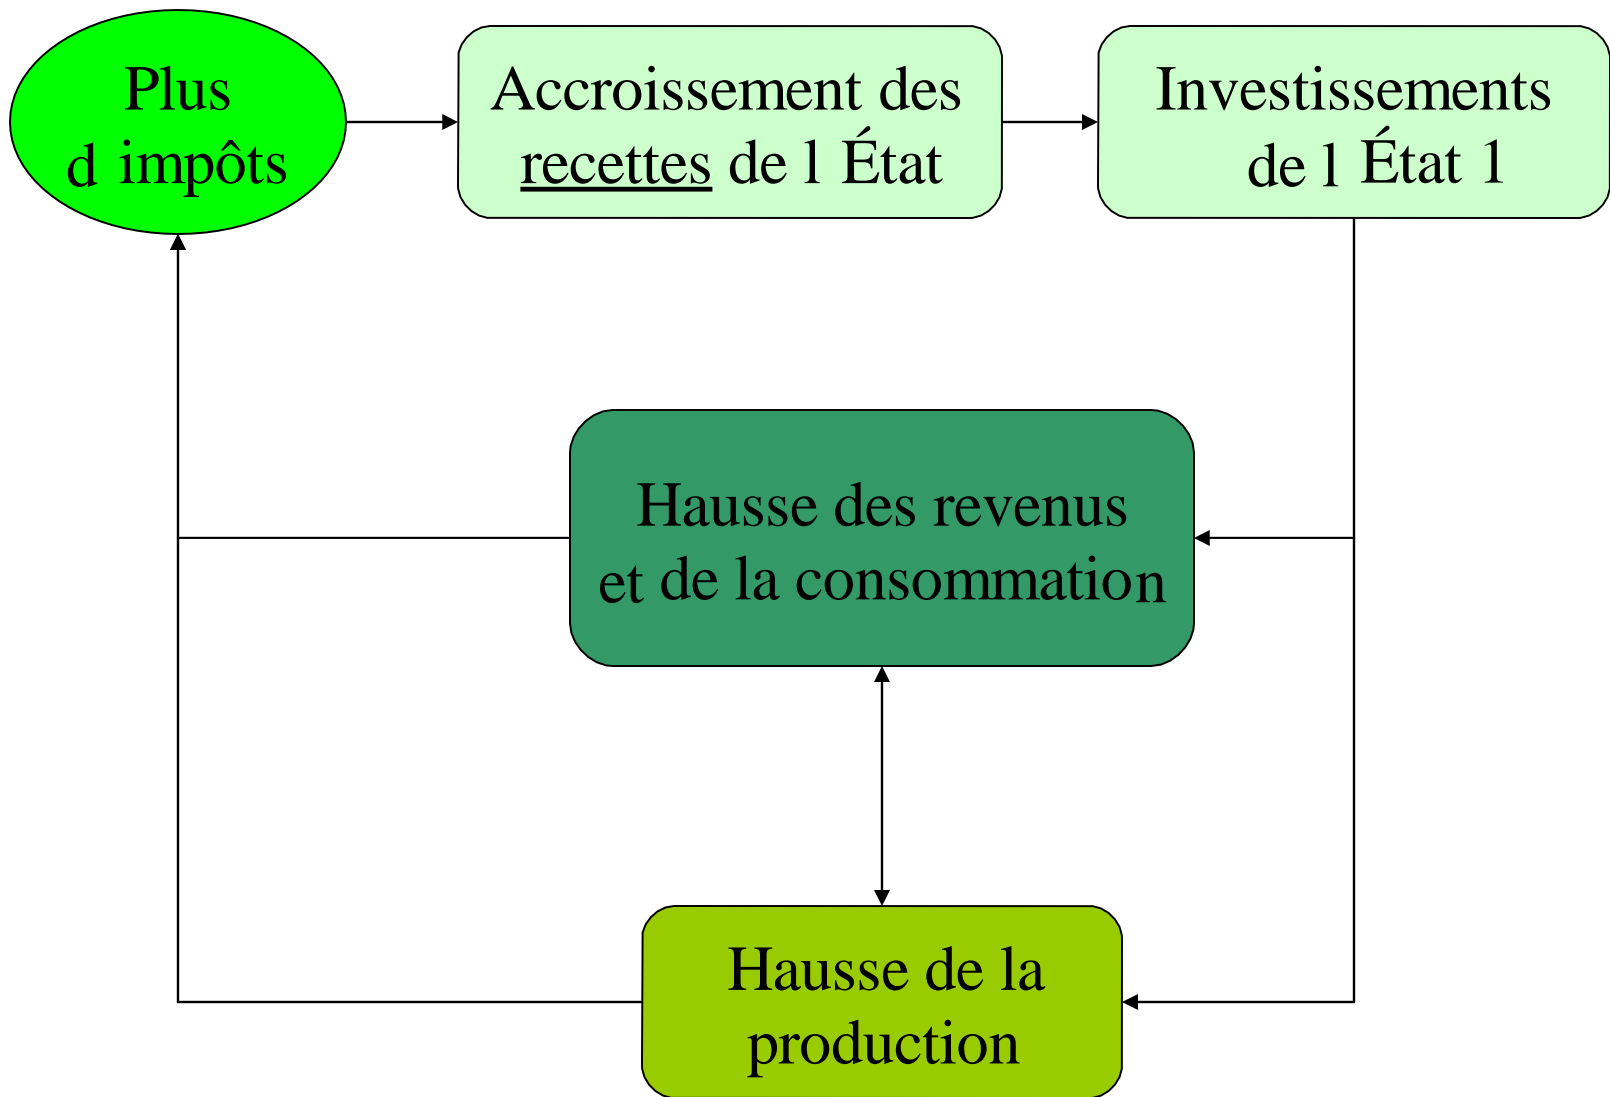 Plus
d impôts
Accroissement des
recettes de l État
Investissements
de l État 1
Hausse des revenus
et de la consommation
Hausse de la
production